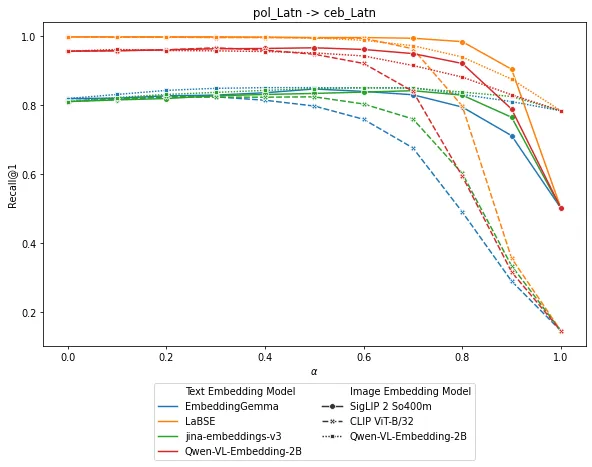 pol_Latn -> ceb_Latn
Recall@1
1.0
0.8
0.6
0.4
0.2
0.0 0.2 0.4 0.6 0.8 1.0
α
Text Embedding Model
EmbeddingGemma
LaBSE
jina-embeddings-v3
Qwen-VL-Embedding-2B
Image Embedding Model
SigLIP 2 So400m
CLIP ViT-B/32
Qwen-VL-Embedding-2B